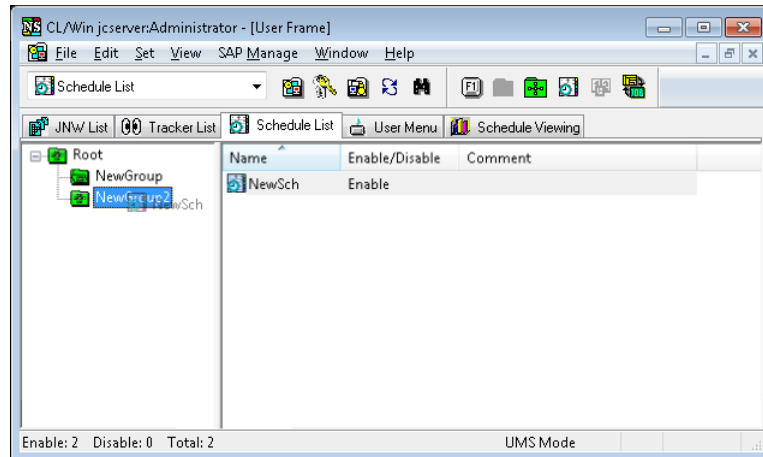 CL/Win jcserver:Administrator - [User Frame]
File Edit Set View SAP Manage Window Help
Schedule List
JNW List Tracker List Schedule List User Menu Schedule Viewing
Root
Name Enable/Disable Comment
NewGroup
NewSch Enable
NewGroup2 NewSch
Enable: 2 Disable: 0 Total: 2 UMS Mode